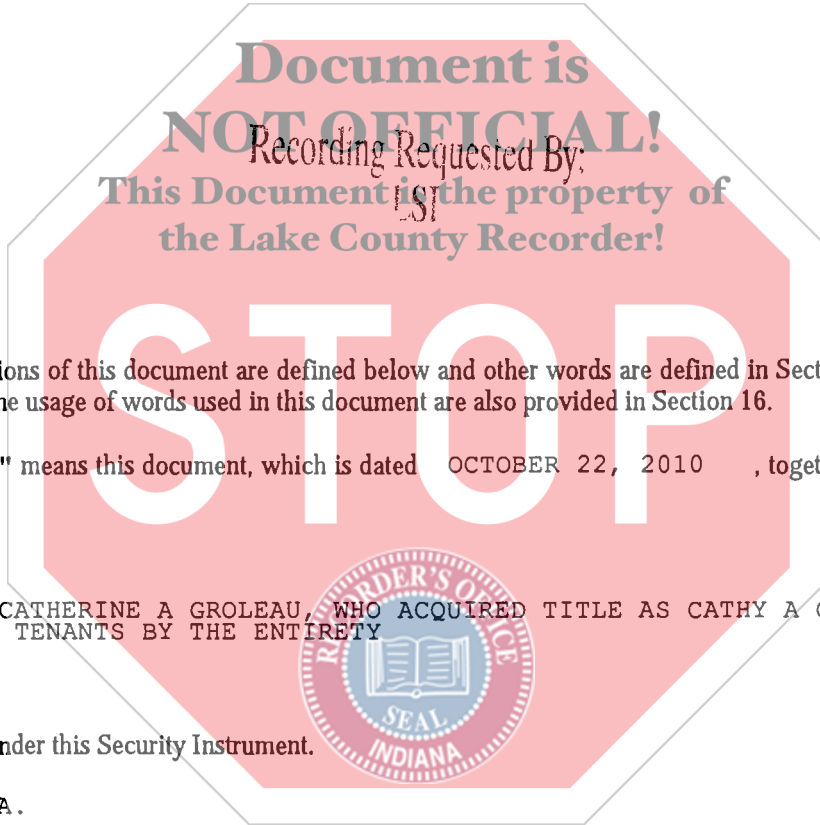 Document is
NOT OFFICIAL!
Recording Requested By:
This Document is the property of
LSI
the Lake County Recorder!
STOP
ions of this document are defined below and other words are defined in Sect
he usage of words used in this document are also provided in Section 16.
" means this document, which is dated OCTOBER 22, 2010 , toget
CATHERINE A GROLEAU, WHO ACQUIRED TITLE AS CATHY A G
TENANTS BY THE ENTIRETY
RECORDER'S OFFICE
SEAL
INDIANA
nder this Security Instrument.
A.